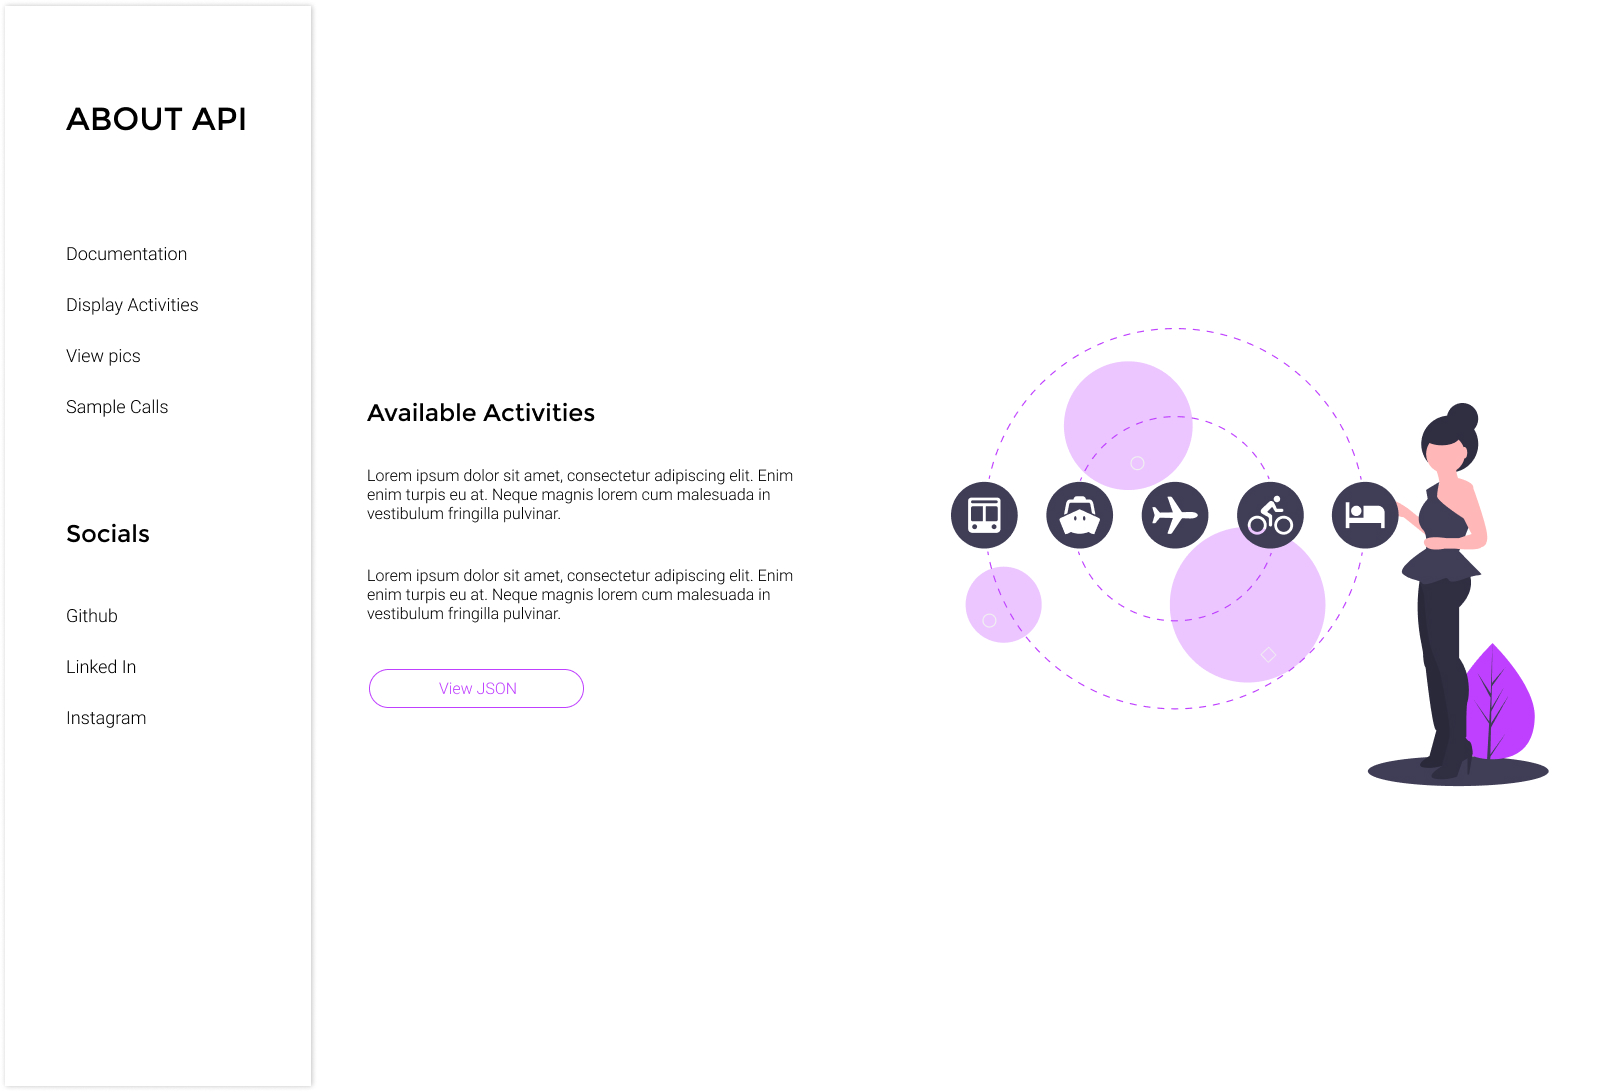 ABOUT API
Documentation
Display Activities
View pics
Sample Calls
Socials
Github
Linked In
Instagram
Available Activities
Lorem ipsum dolor sit amet, consectetur adipiscing elit. Enim
enim turpis eu at. Neque magnis lorem cum malesuada in
vestibulum fringilla pulvinar.
Lorem ipsum dolor sit amet, consectetur adipiscing elit. Enim
enim turpis eu at. Neque magnis lorem cum malesuada in
vestibulum fringilla pulvinar.
View JSON